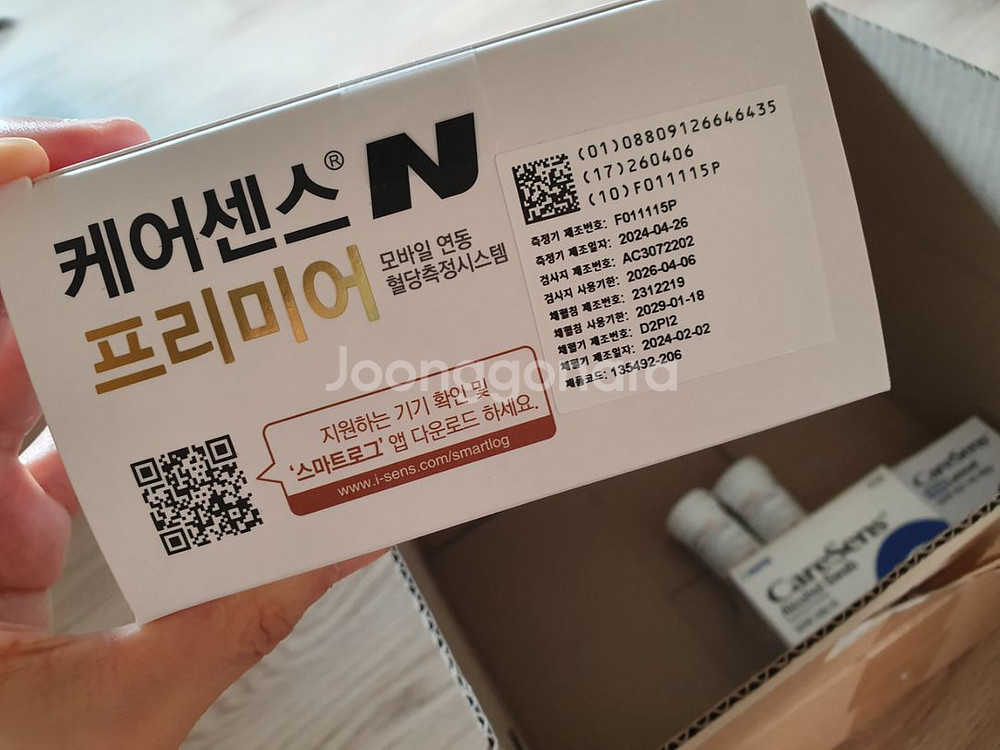 케어센스® N
프리미어
모바일 연동
혈당측정시스템
(01)08809126646435
(17)260406
(10)F011115P
측정기 제조번호: F011115P
측정기 제조일자: 2024-04-26
검사지 제조번호: AC3072202
검사지 사용기한: 2026-04-06
채혈침 제조번호: 2312219
채혈침 사용기한: 2029-01-18
채혈기 제조번호: D2PI2
채혈기 제조일자: 2024-02-02
제품코드: 135492-206
지원하는 기기 확인 및
'스마트로그' 앱 다운로드 하세요.
www.i-sens.com/smartlog
Joonggonara
CareSens
CareSens